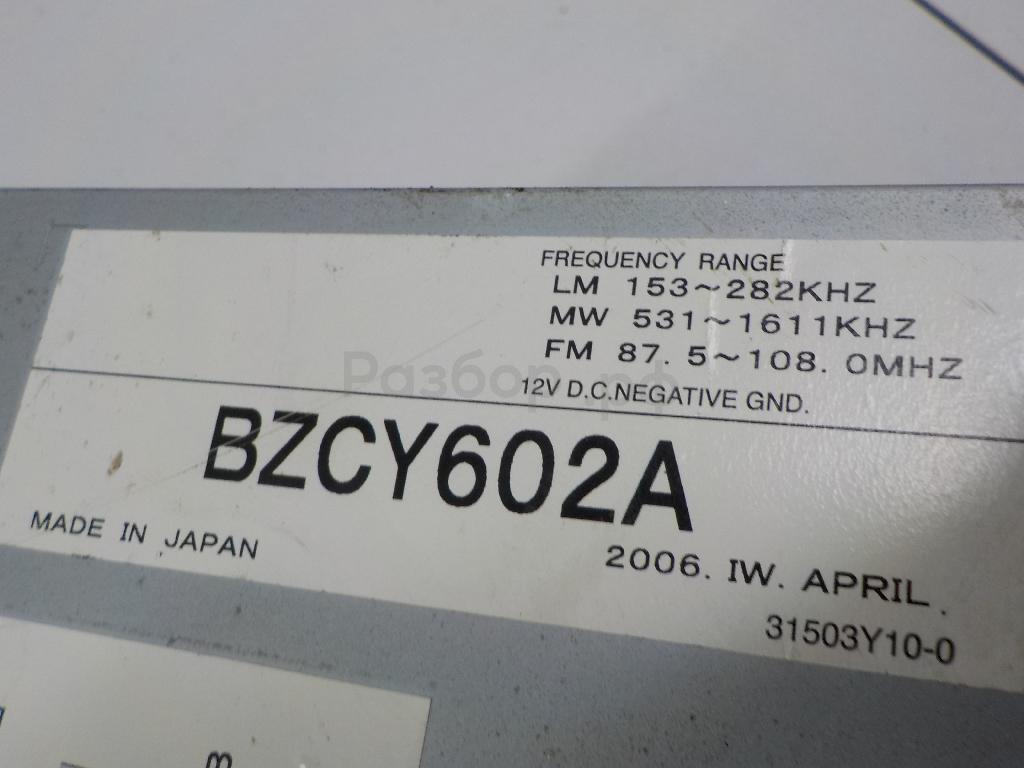 FREQUENCY RANGE
LM 153~282KHZ
MW 531~1611KHZ
FM 87.5~108.0MHZ
Разбор.рф
12V D.C.NEGATIVE GND.
BZCY602A
MADE IN JAPAN
2006. IW. APRIL.
31503Y10-0
B